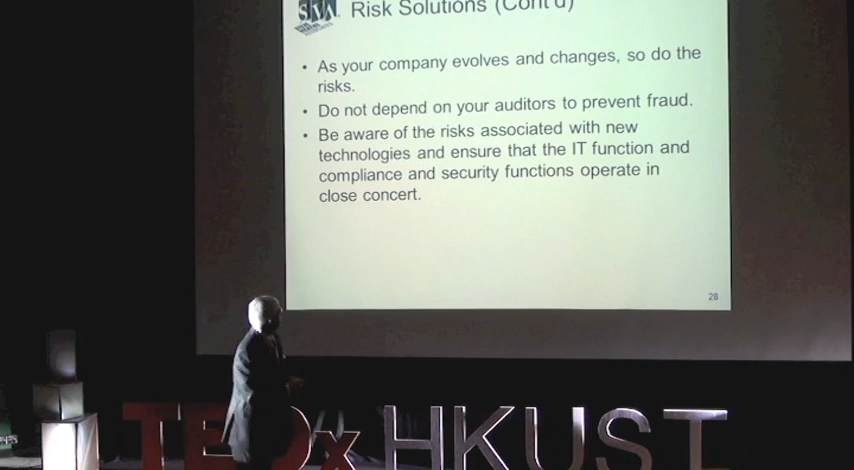 Risk Solutions (Cont'd)
• As your company evolves and changes, so do the
risks.
• Do not depend on your auditors to prevent fraud.
• Be aware of the risks associated with new
technologies and ensure that the IT function and
compliance and security functions operate in
close concert.
28
TEDx HKUST